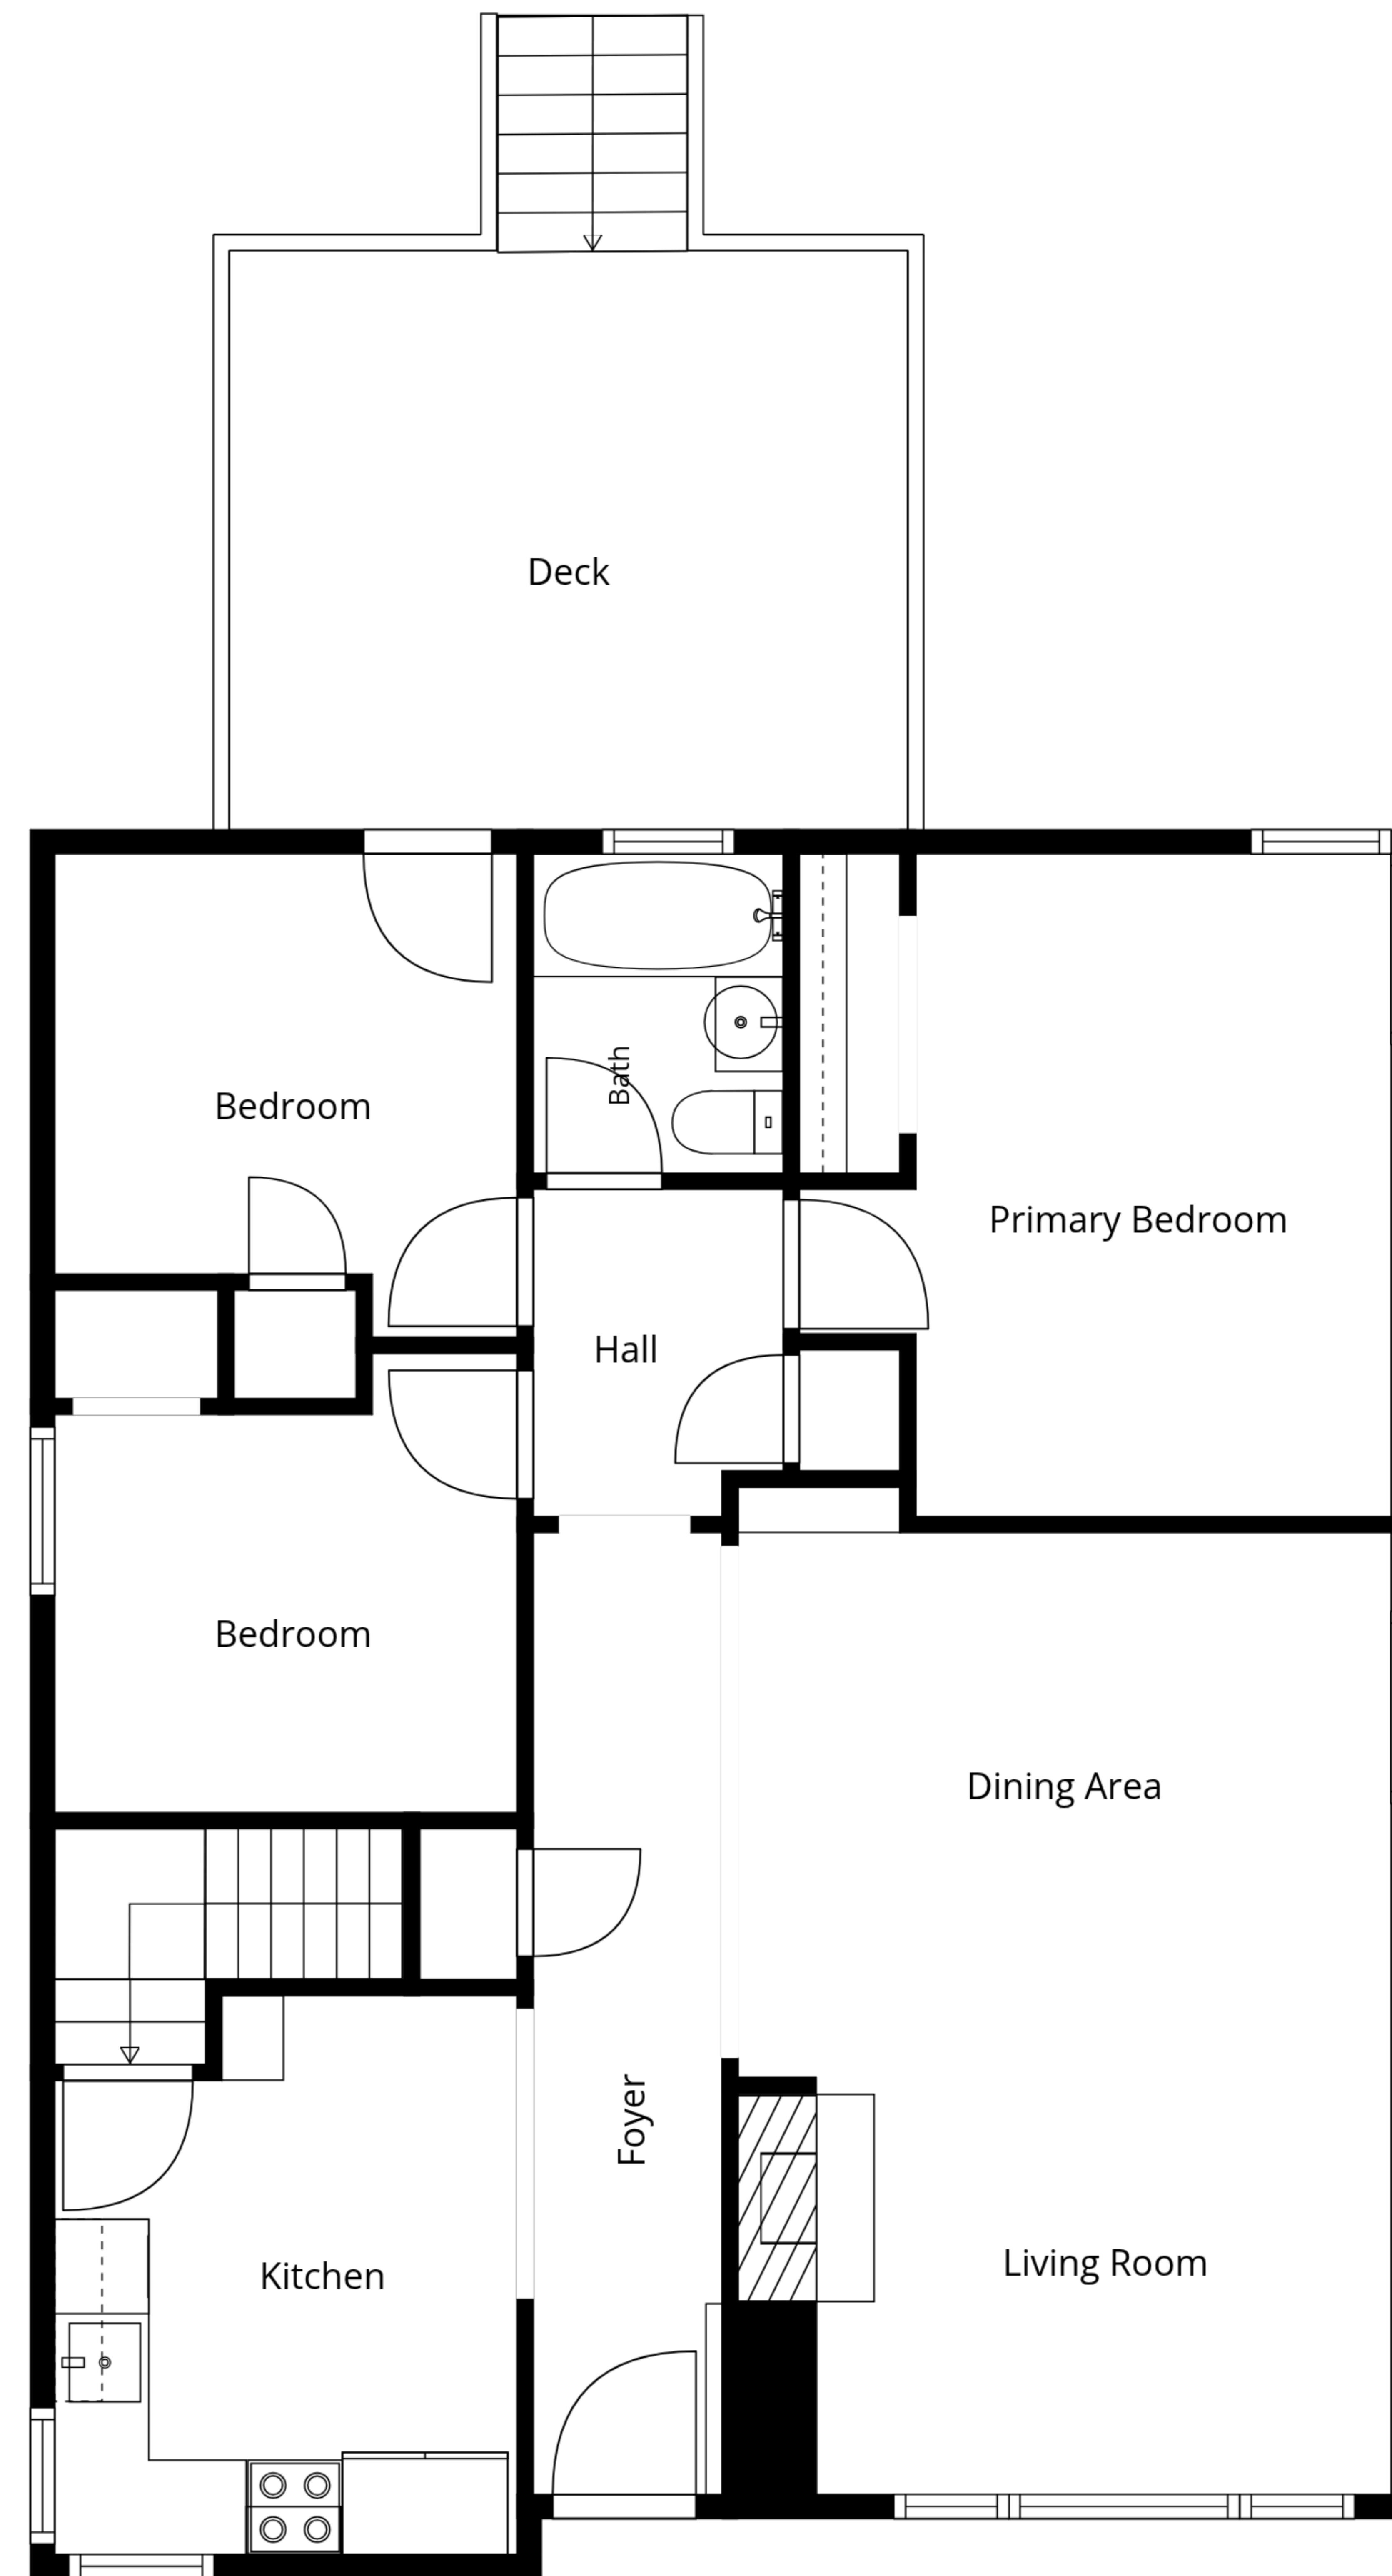 Deck
Bath
Bedroom
Primary Bedroom
Hall
Bedroom
Dining Area
Foyer
Living Room
Kitchen